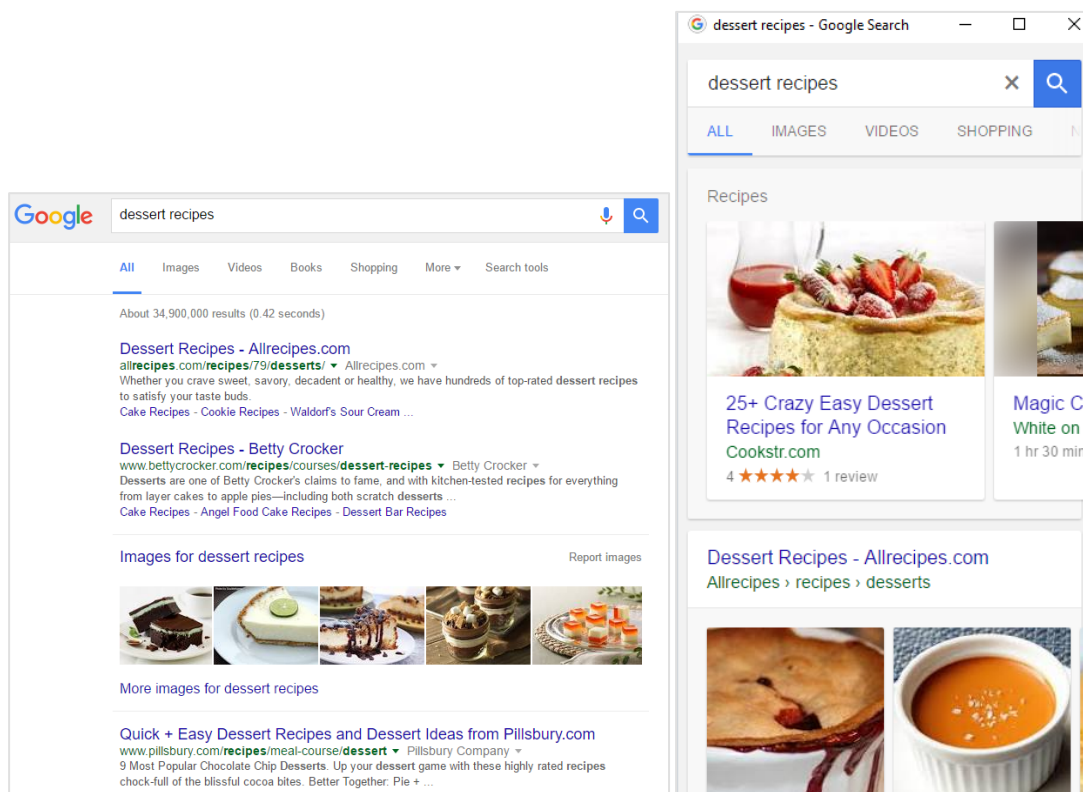 Google
dessert recipes
All Images Videos Books Shopping More Search tools
About 34,900,000 results (0.42 seconds)
Dessert Recipes - Allrecipes.com
allrecipes.com/recipes/79/desserts/ Allrecipes.com
Whether you crave sweet, savory, decadent or healthy, we have hundreds of top-rated dessert recipes
to satisfy your taste buds.
Cake Recipes - Cookie Recipes - Waldorf's Sour Cream ...
Dessert Recipes - Betty Crocker
www.bettycrocker.com/recipes/courses/dessert-recipes Betty Crocker
Desserts are one of Betty Crocker's claims to fame, and with kitchen-tested recipes for everything
from layer cakes to apple pies—including both scratch desserts ...
Cake Recipes - Angel Food Cake Recipes - Dessert Bar Recipes
Images for dessert recipes
Report images
More images for dessert recipes
Quick + Easy Dessert Recipes and Dessert Ideas from Pillsbury.com
www.pillsbury.com/recipes/meal-course/dessert Pillsbury Company
9 Most Popular Chocolate Chip Desserts. Up your dessert game with these highly rated recipes
chock-full of the blissful cocoa bites. Better Together: Pie + ...
dessert recipes - Google Search
dessert recipes
ALL IMAGES VIDEOS SHOPPING N
Recipes
25+ Crazy Easy Dessert
Recipes for Any Occasion
Cookstr.com
4 ★★★★★ 1 review
Magic C
White on
1 hr 30 min
Dessert Recipes - Allrecipes.com
Allrecipes › recipes › desserts